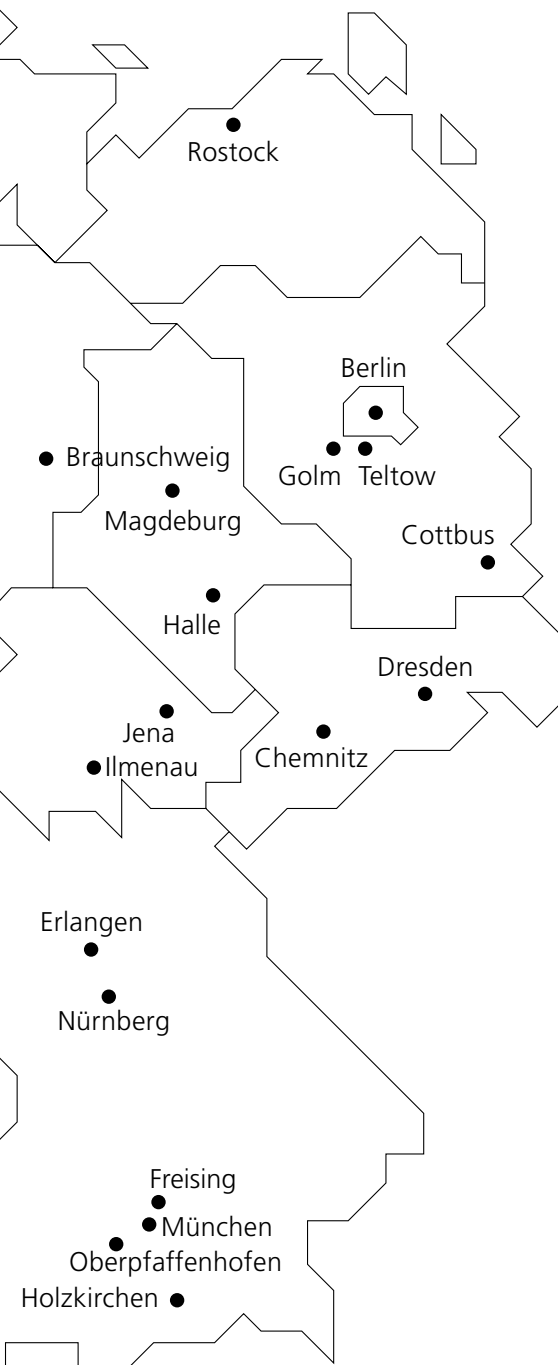 Rostock
Berlin
Braunschweig
Golm
Teltow
Magdeburg
Cottbus
Halle
Dresden
Jena
Chemnitz
Ilmenau
Erlangen
Nürnberg
Freising
München
Oberpfaffenhofen
Holzkirchen